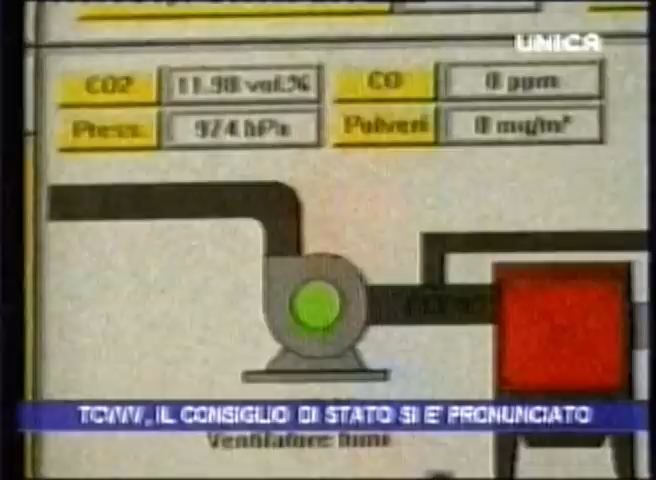 UNICA
CO2 11.98 vol.% CO 0 ppm
Press. 974 hPa Polveri 0 mg/m³
TCVVV, IL CONSIGLIO DI STATO SI E' PRONUNCIATO
Ventilatore fumi